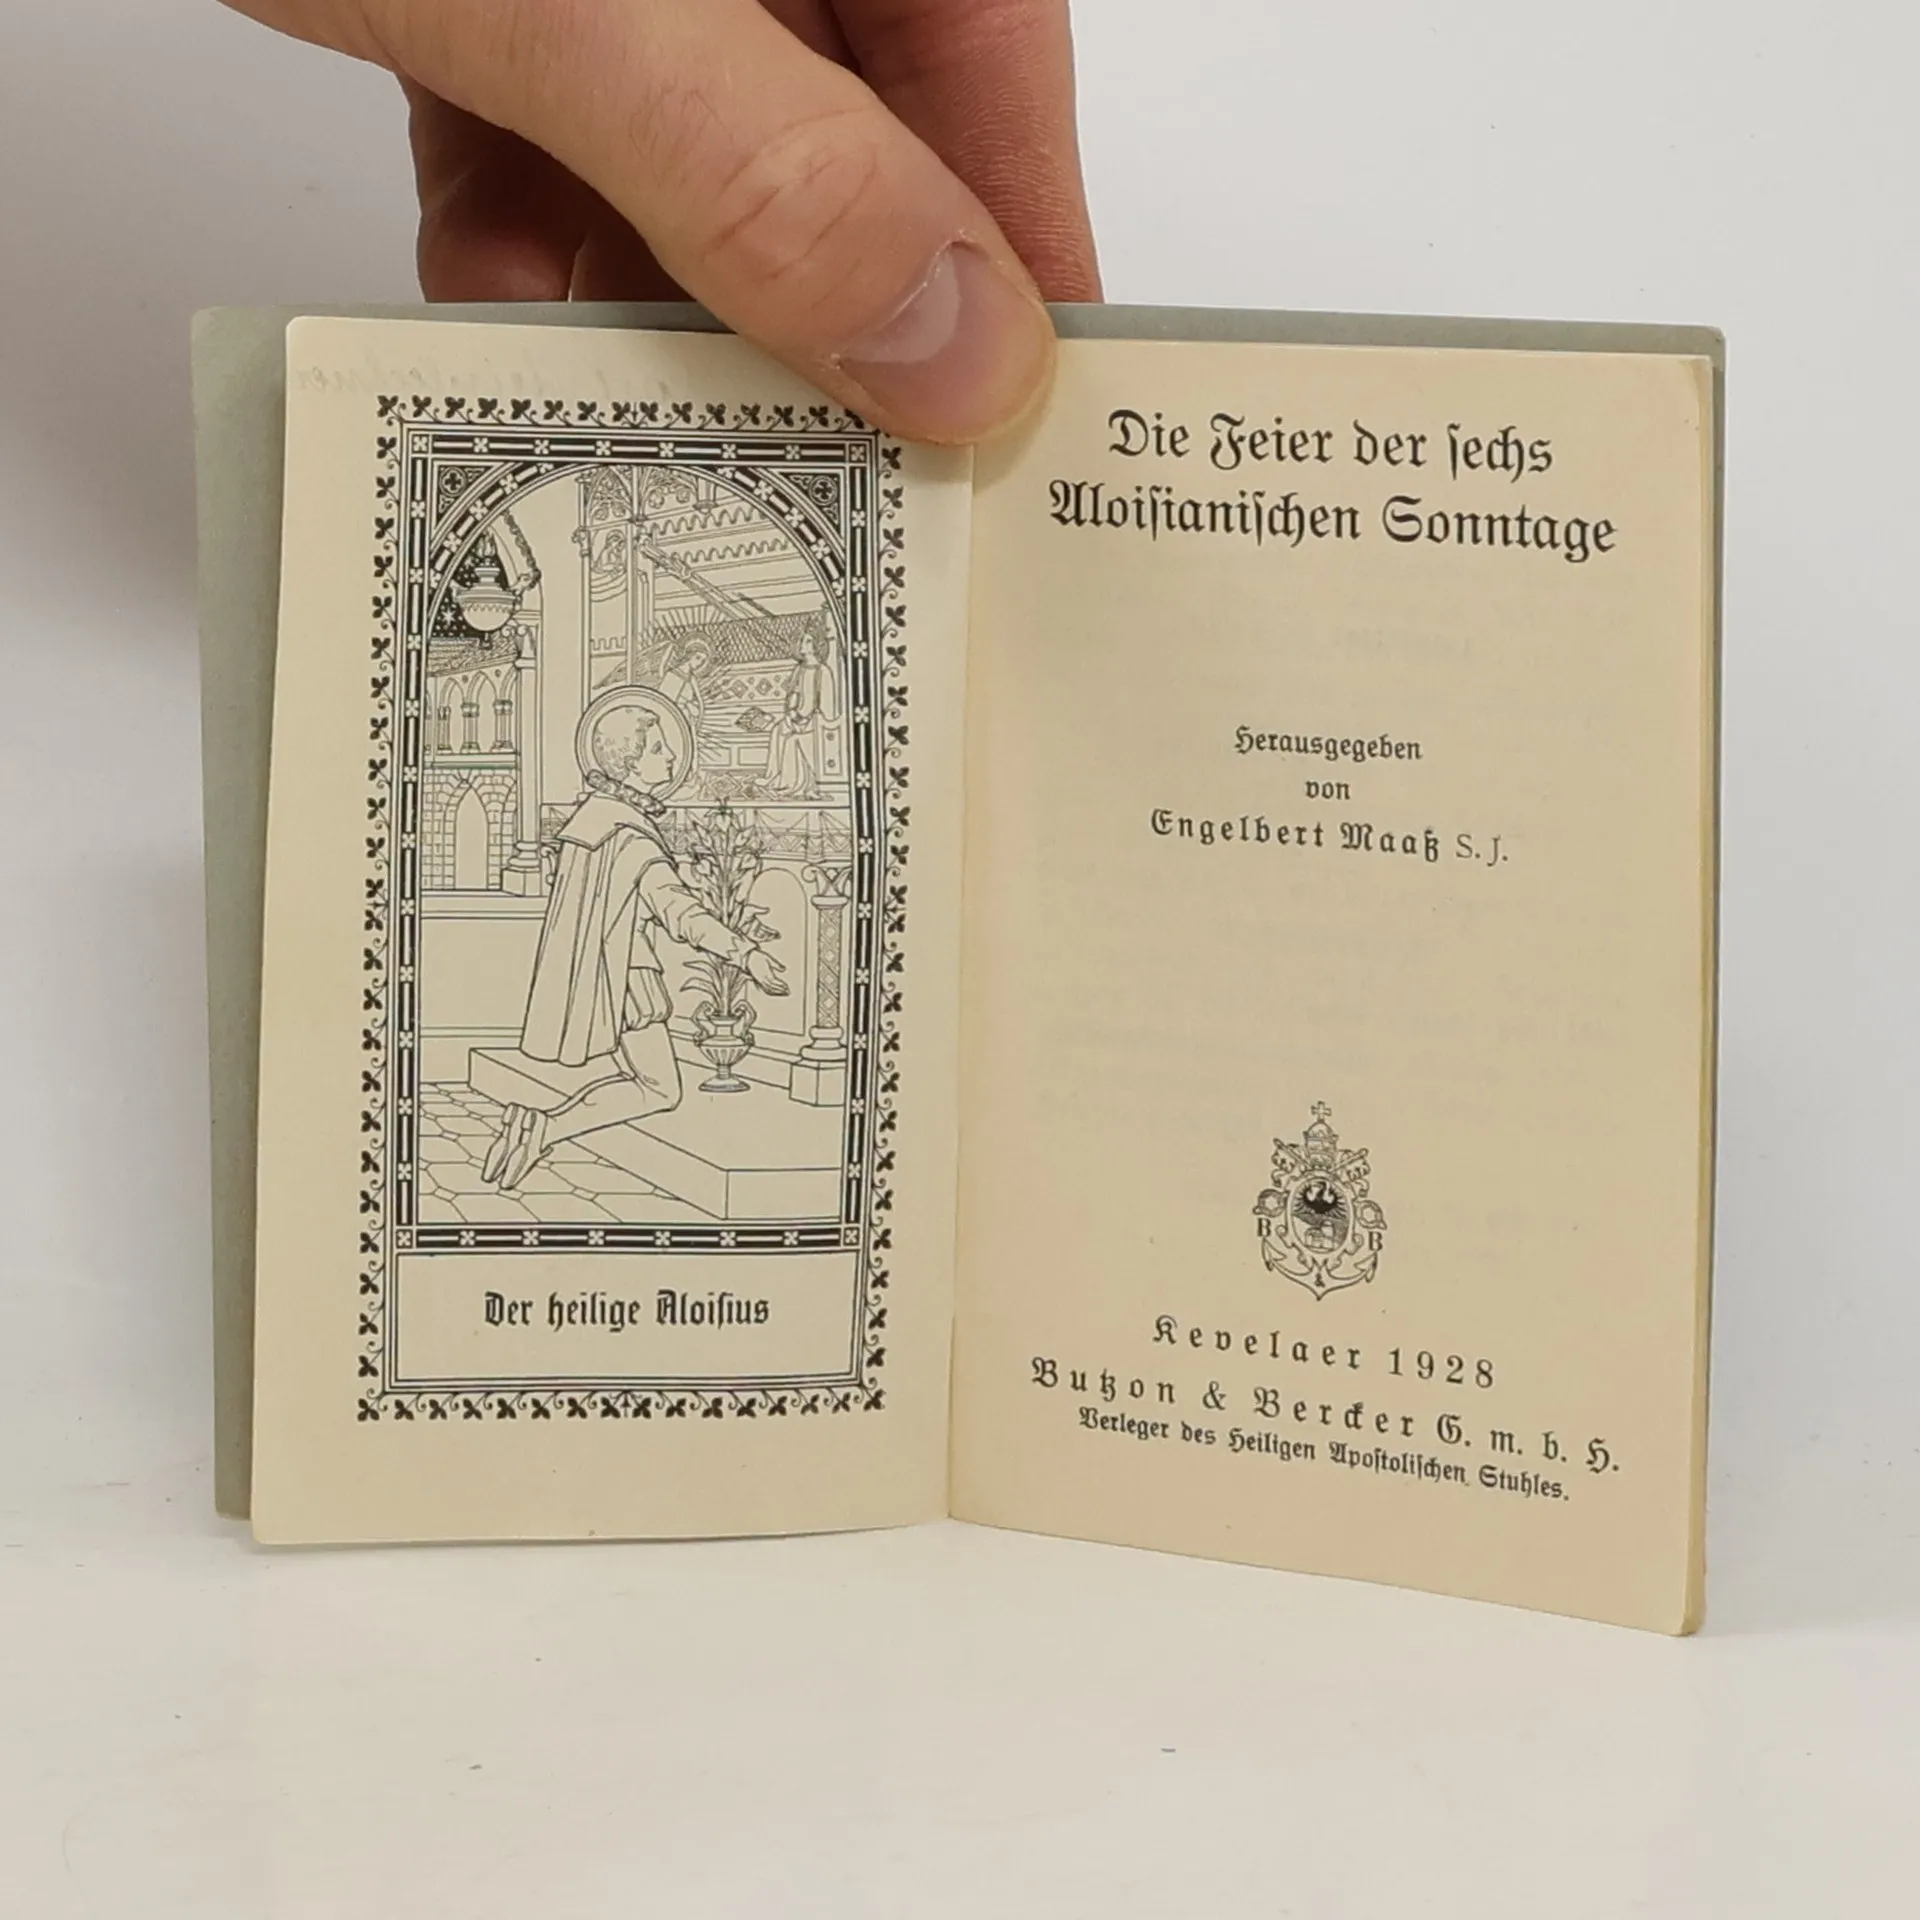 Der heilige Aloiſius
Die Feier der ſechs
Aloiſianiſchen Sonntage
Herausgegeben
von
Engelbert Maaß S. J.
B B
&
Kevelaer 1928
Butzon & Bercker G. m. b. H.
Verleger des Heiligen Apoſtoliſchen Stuhles.